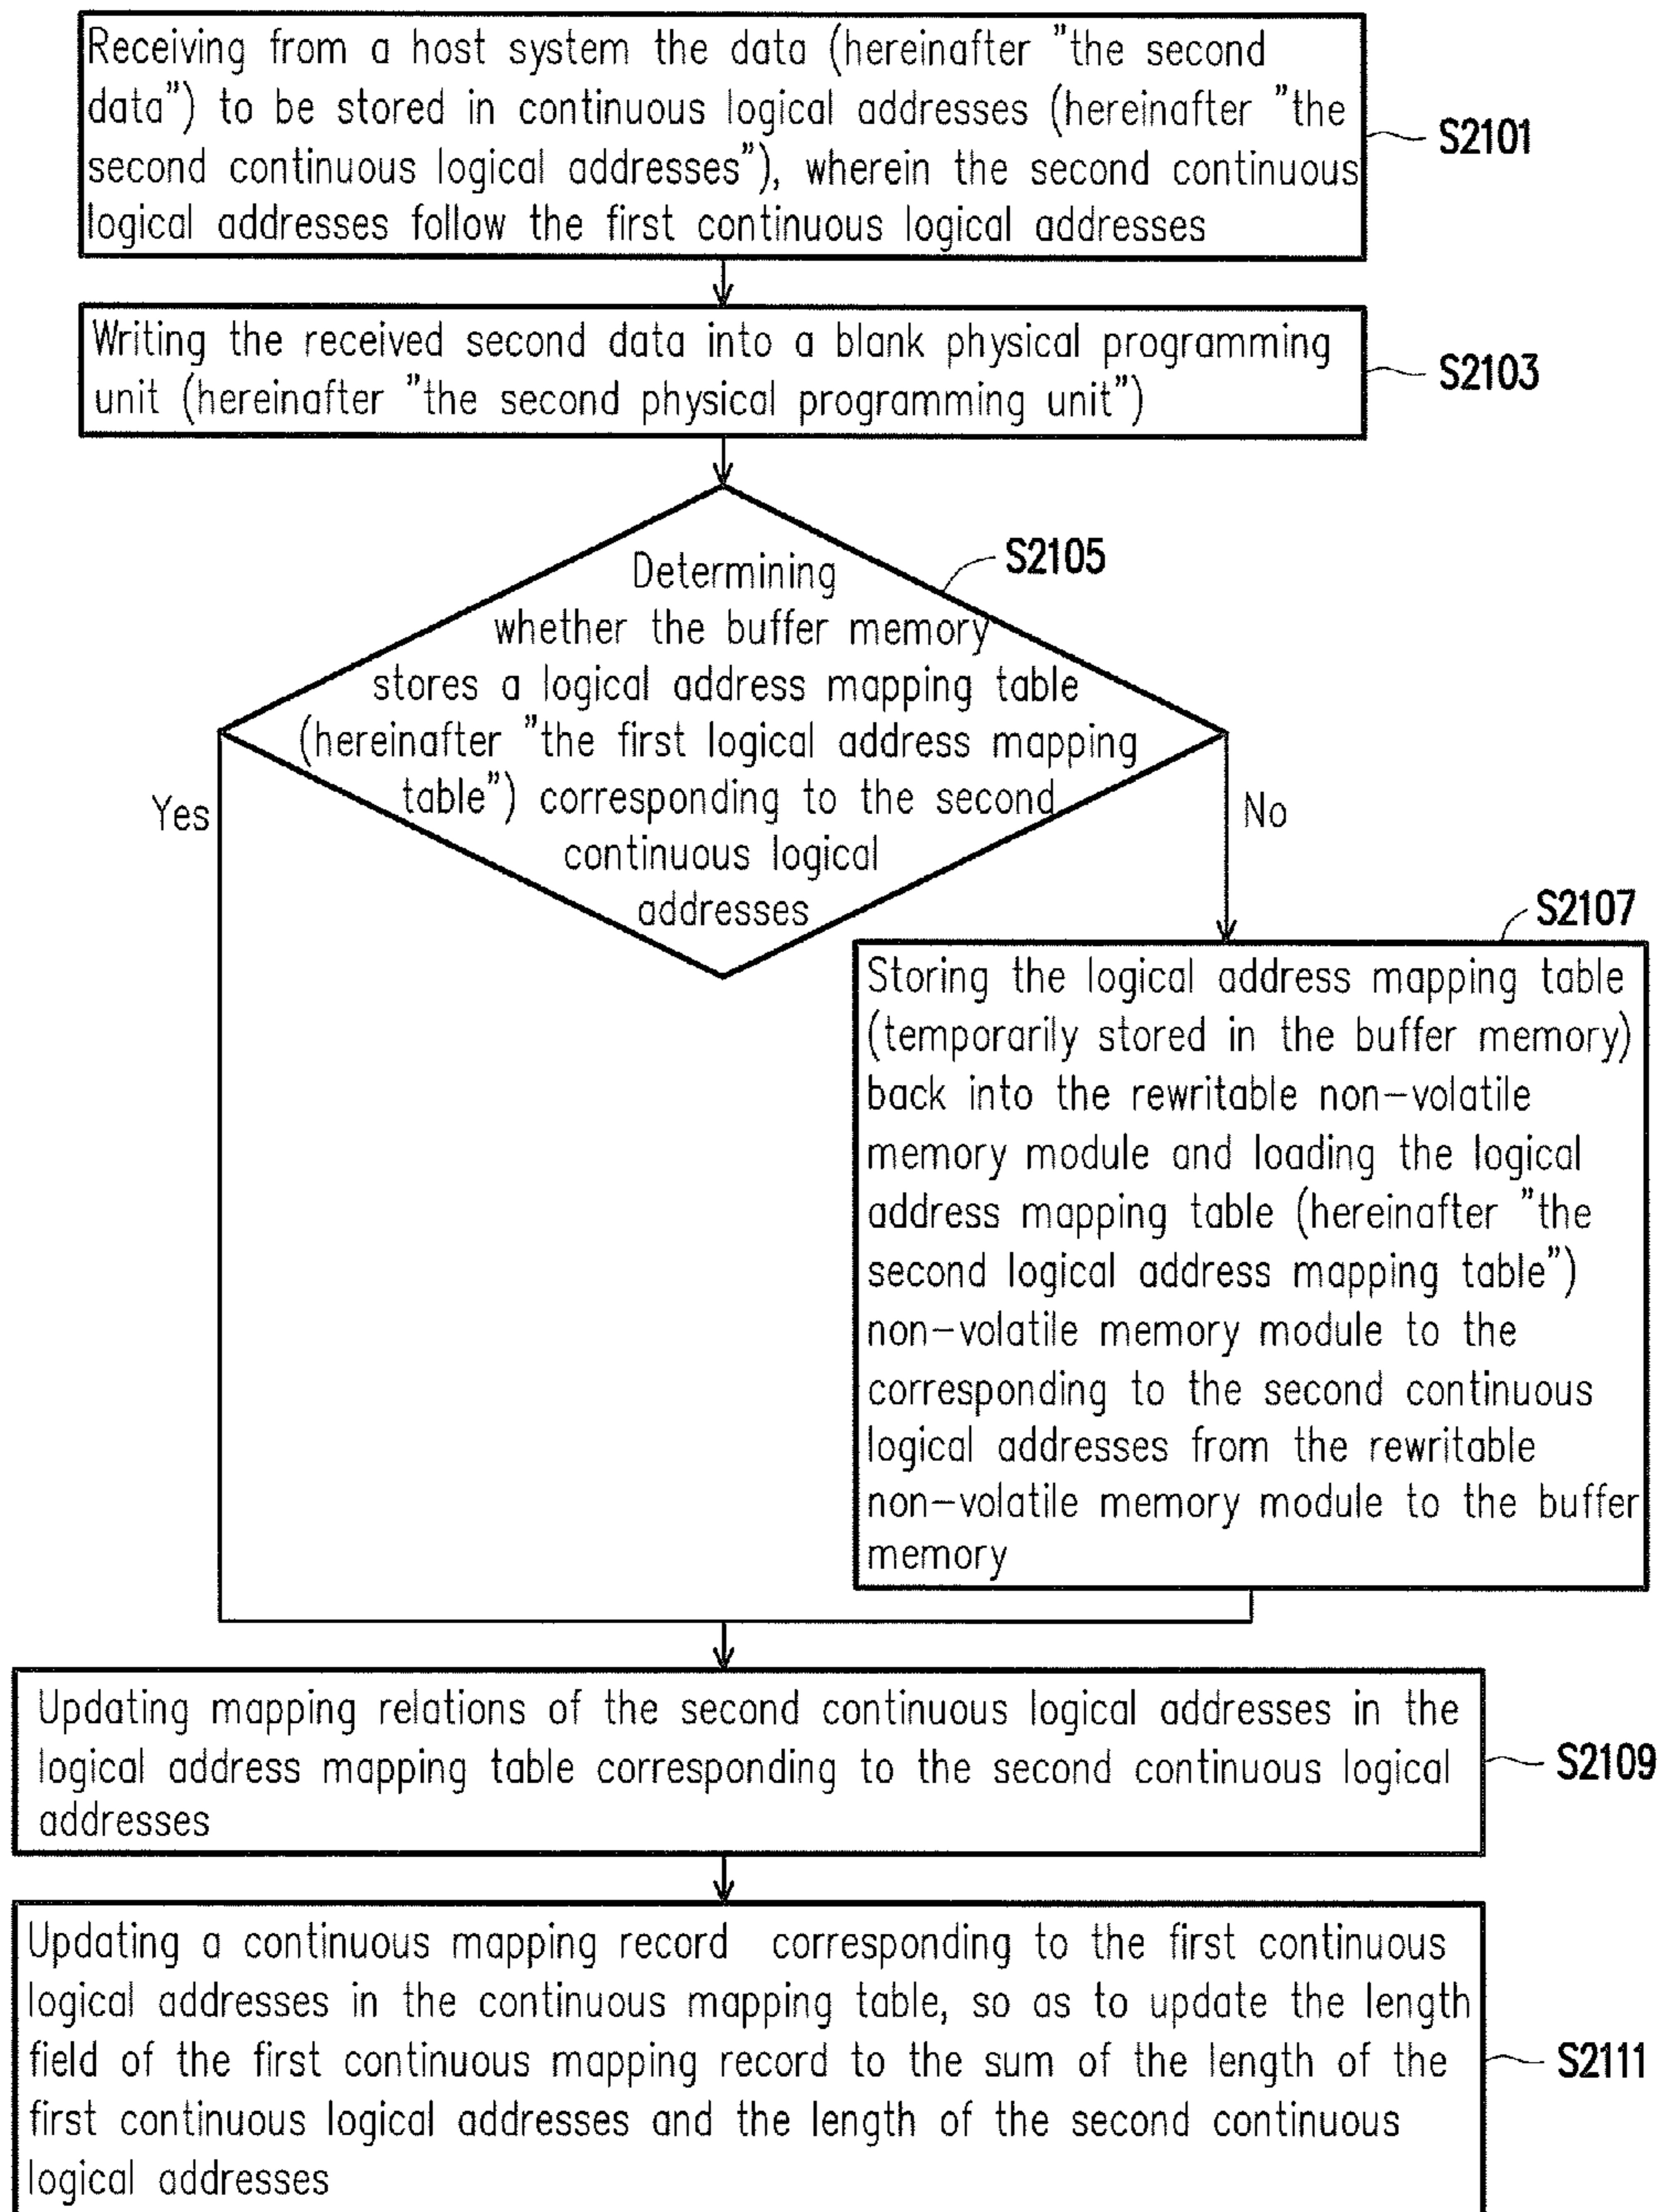 Receiving from a host system the data (hereinafter "the second
data") to be stored in continuous logical addresses (hereinafter "the
second continuous logical addresses"), wherein the second continuous
logical addresses follow the first continuous logical addresses
S2101
Writing the received second data into a blank physical programming
unit (hereinafter "the second physical programming unit")
S2103
Determining
whether the buffer memory
stores a logical address mapping table
(hereinafter "the first logical address mapping
table") corresponding to the second
continuous logical
addresses
S2105
Yes
No
S2107
Storing the logical address mapping table
(temporarily stored in the buffer memory)
back into the rewritable non-volatile
memory module and loading the logical
address mapping table (hereinafter "the
second logical address mapping table")
non-volatile memory module to the
corresponding to the second continuous
logical addresses from the rewritable
non-volatile memory module to the buffer
memory
Updating mapping relations of the second continuous logical addresses in the
logical address mapping table corresponding to the second continuous logical
addresses
S2109
Updating a continuous mapping record corresponding to the first continuous
logical addresses in the continuous mapping table, so as to update the length
field of the first continuous mapping record to the sum of the length of the
first continuous logical addresses and the length of the second continuous
logical addresses
S2111